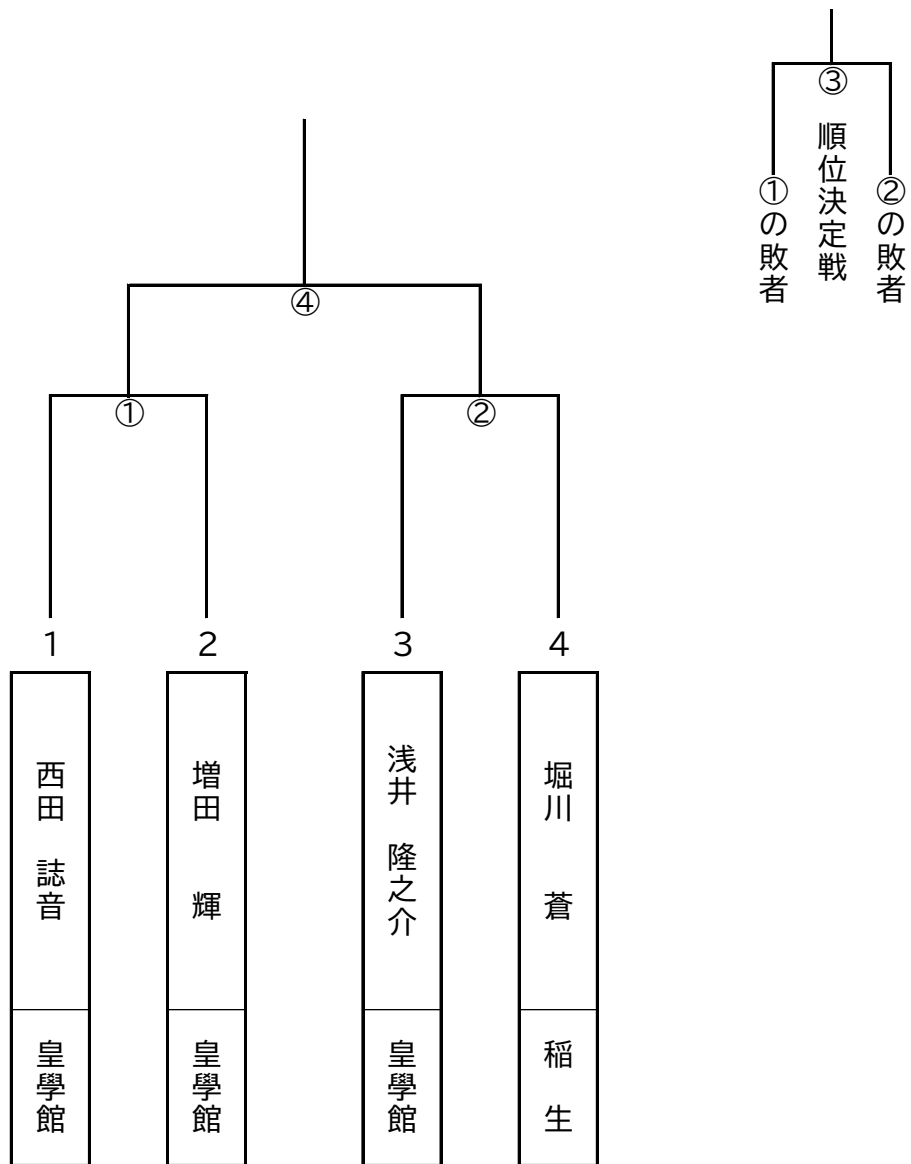 ③
順位決定戦
①の敗者
②の敗者
④
①
②
1
2
3
4
西田 誌音
増田 輝
浅井 隆之介
堀川 蒼
皇學館
皇學館
皇學館
稲生